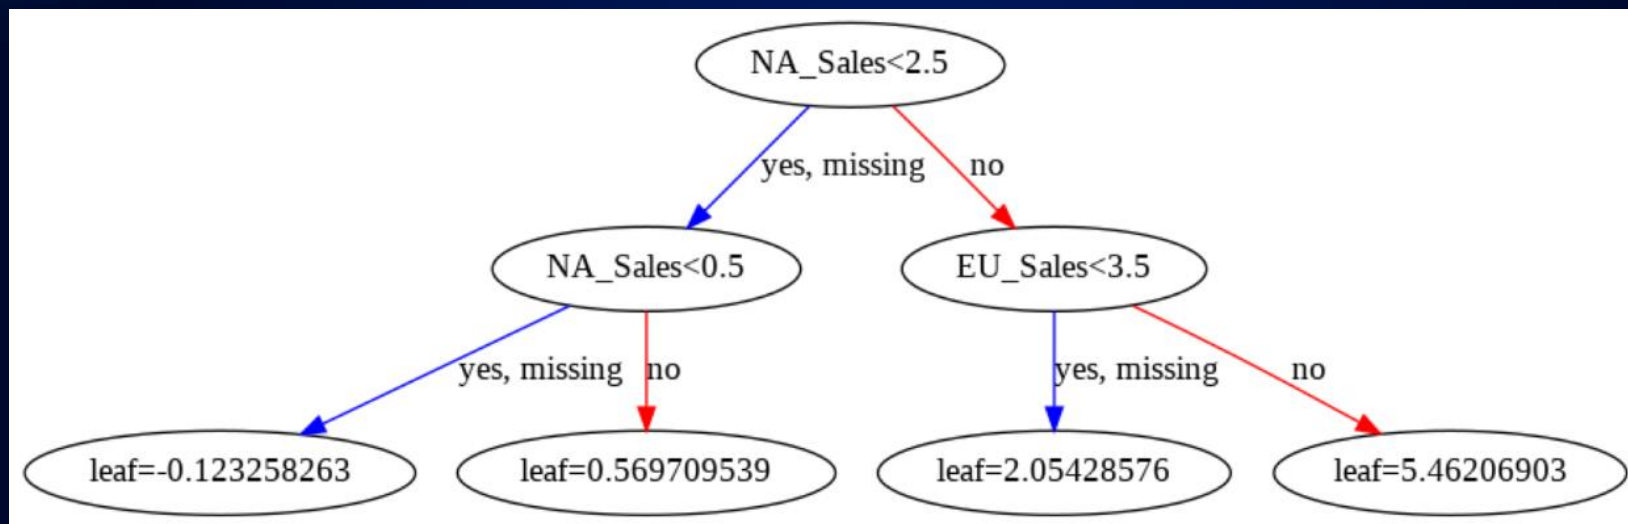 NA_Sales<2.5
yes, missing
no
NA_Sales<0.5
EU_Sales<3.5
yes, missing
no
yes, missing
no
leaf=-0.123258263
leaf=0.569709539
leaf=2.05428576
leaf=5.46206903